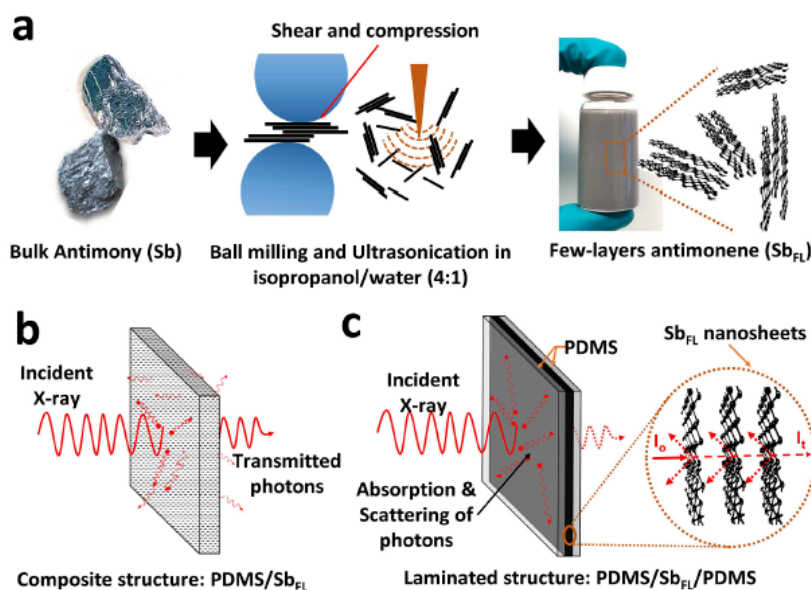 a
Shear and compression
Bulk Antimony (Sb)
Ball milling and Ultrasonication in
isopropanol/water (4:1)
Few-layers antimonene (SbFL)
b
Incident
X-ray
Transmitted
photons
Composite structure: PDMS/SbFL
c
PDMS
SbFL nanosheets
Incident
X-ray
Io
It
Absorption &
Scattering of
photons
Laminated structure: PDMS/SbFL/PDMS